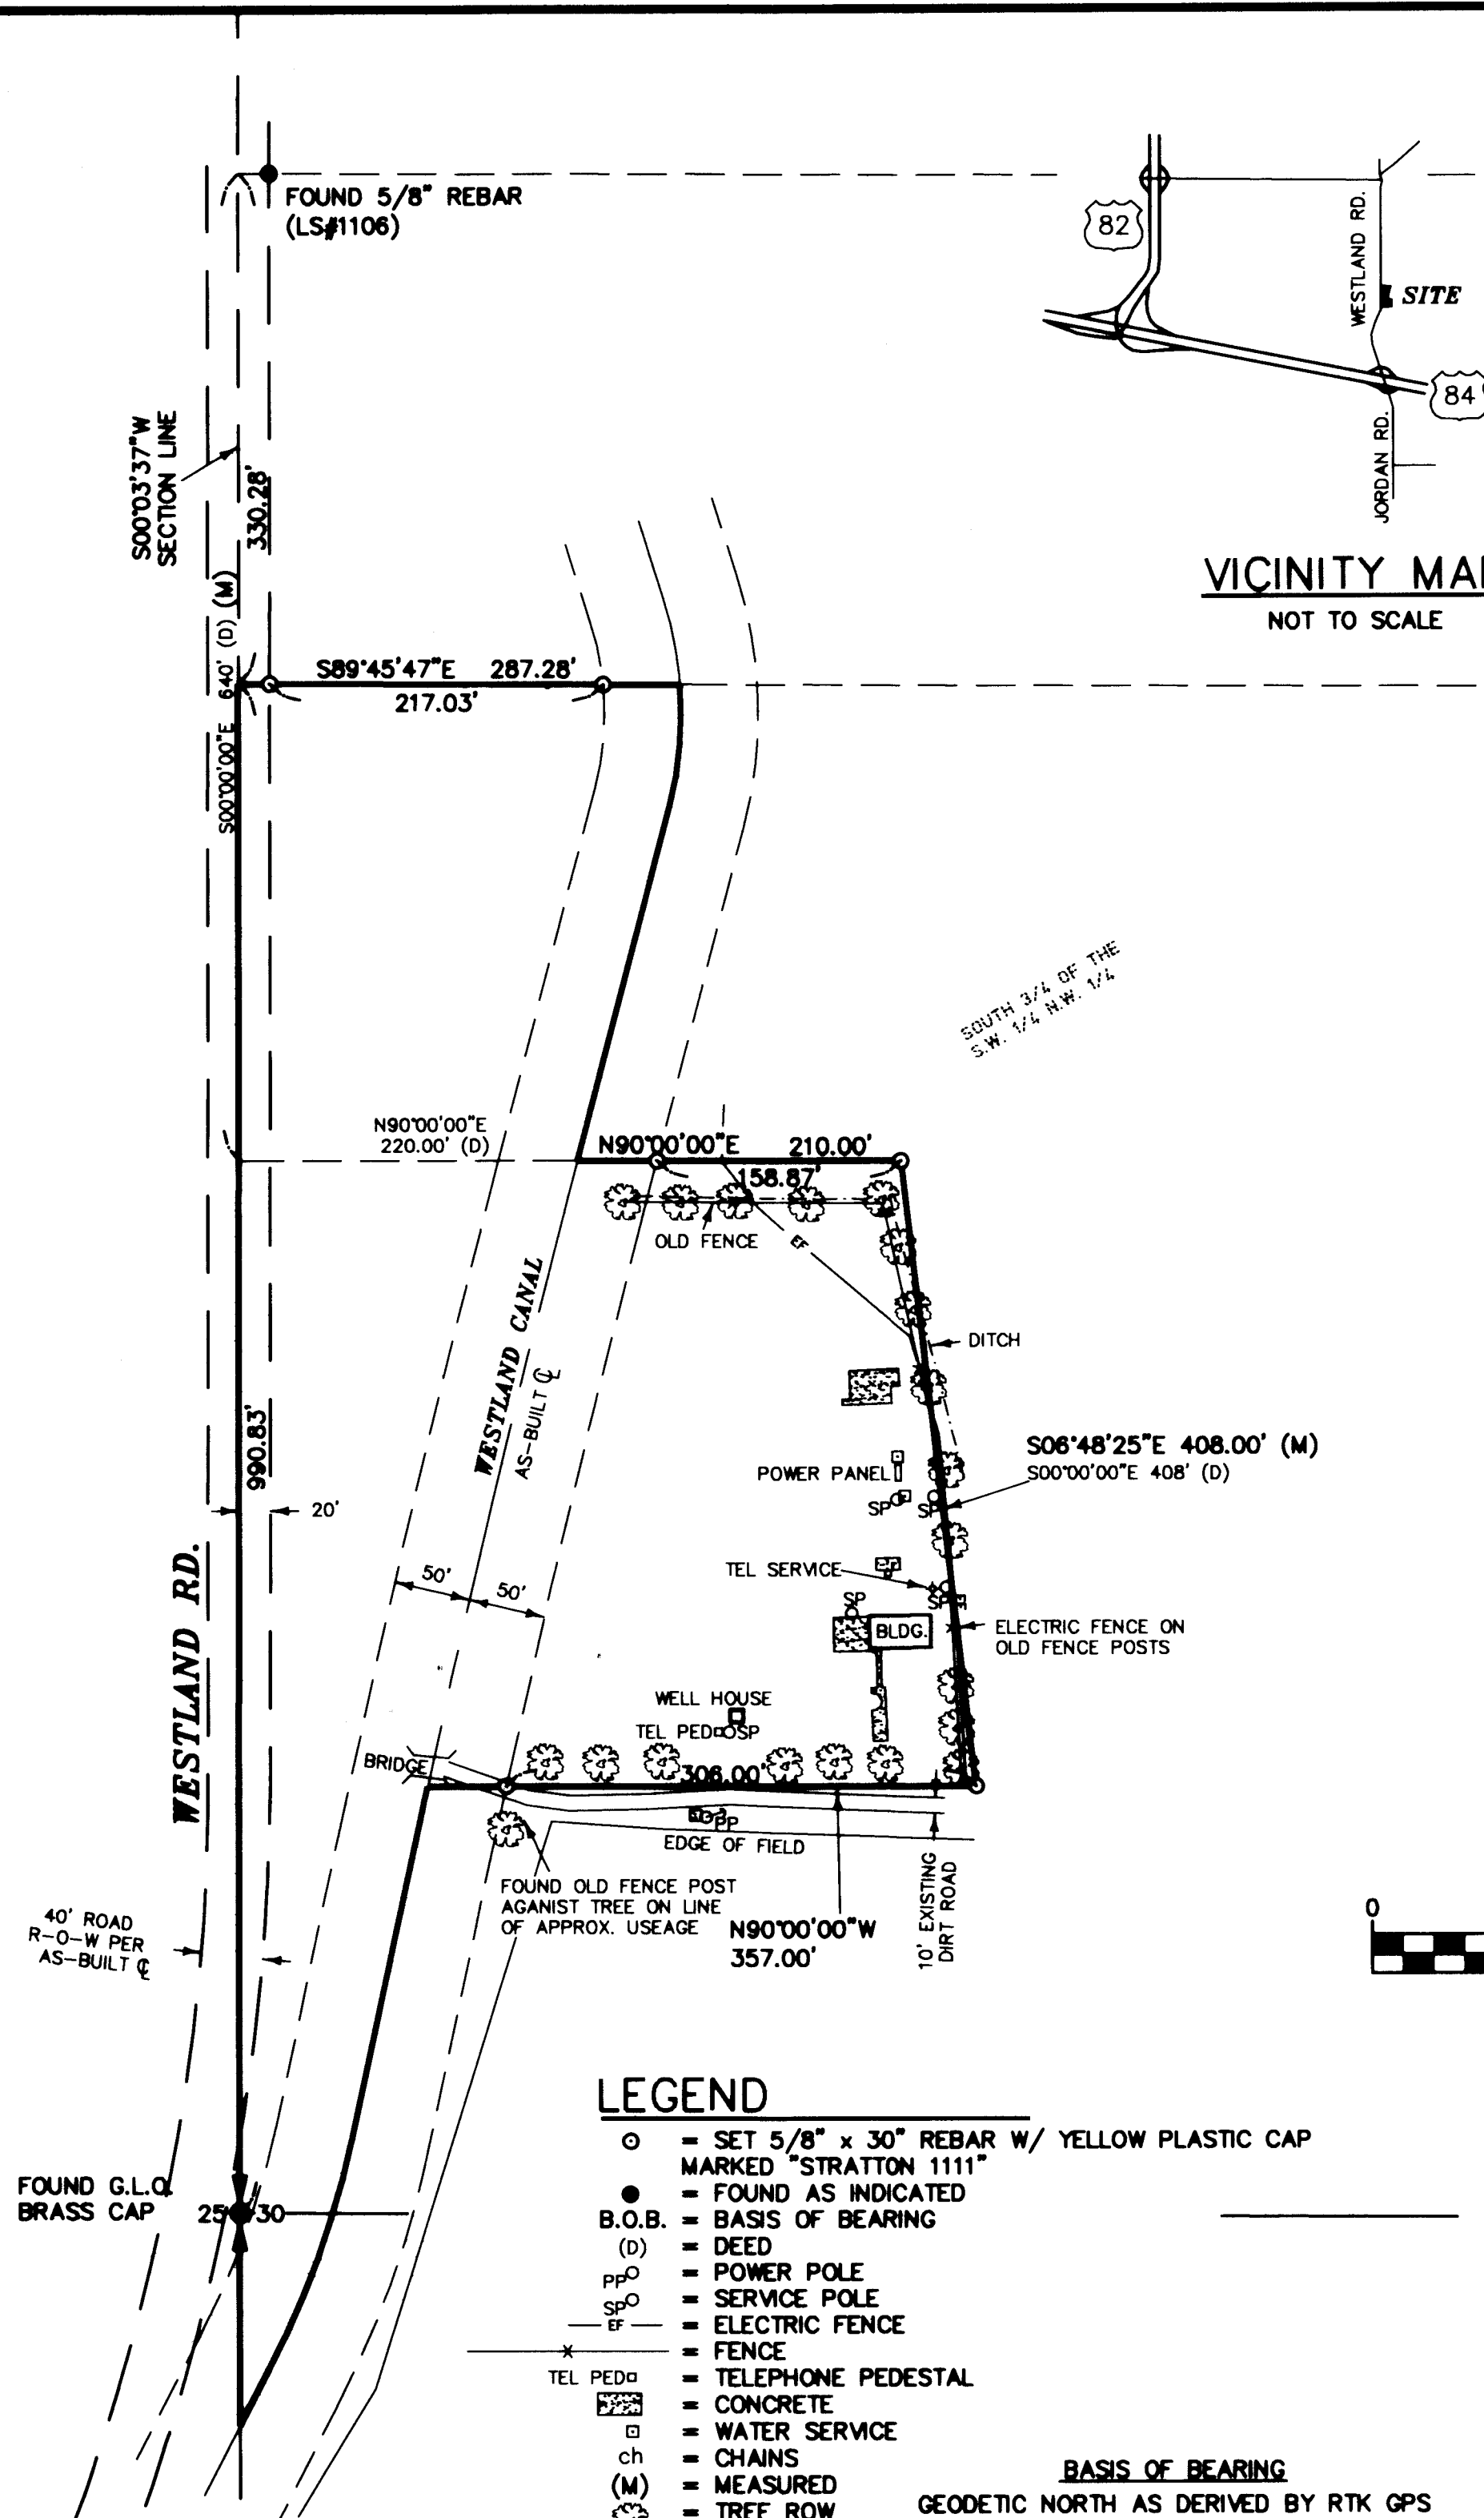 FOUND 5/8" REBAR
(LS#1106)
82
WESTLAND RD.
SITE
84
JORDAN RD.
VICINITY MA
NOT TO SCALE
S00°03'37"W
SECTION LINE
330.28'
S00°00'00"E 640' (D) (M)
S89°45'47"E 287.28'
217.03'
SOUTH 3/4 OF THE
S.W. 1/4 N.W. 1/4
N90°00'00"E
220.00' (D)
N90°00'00"E 210.00'
158.87'
OLD FENCE
EF
DITCH
WESTLAND CANAL
AS-BUILT ℄
990.83'
20'
S06°48'25"E 408.00' (M)
S00°00'00"E 408' (D)
POWER PANEL
SP
SP
50'
50'
TEL SERVICE
SP
EF
SP
BLDG.
ELECTRIC FENCE ON
OLD FENCE POSTS
WESTLAND RD.
WELL HOUSE
TEL PED
SP
BRIDGE
306.00'
PP
EDGE OF FIELD
FOUND OLD FENCE POST
AGANIST TREE ON LINE
OF APPROX. USEAGE
N90°00'00"W
357.00'
10' EXISTING
DIRT ROAD
40' ROAD
R-O-W PER
AS-BUILT ℄
0
FOUND G.L.O.
BRASS CAP
25 30
LEGEND
= SET 5/8" x 30" REBAR W/ YELLOW PLASTIC CAP
MARKED "STRATTON 1111"
= FOUND AS INDICATED
B.O.B. = BASIS OF BEARING
(D) = DEED
PP = POWER POLE
SP = SERVICE POLE
EF = ELECTRIC FENCE
x = FENCE
TEL PED = TELEPHONE PEDESTAL
= CONCRETE
= WATER SERVICE
ch = CHAINS
(M) = MEASURED
= TREE ROW
BASIS OF BEARING
GEODETIC NORTH AS DERIVED BY RTK GPS